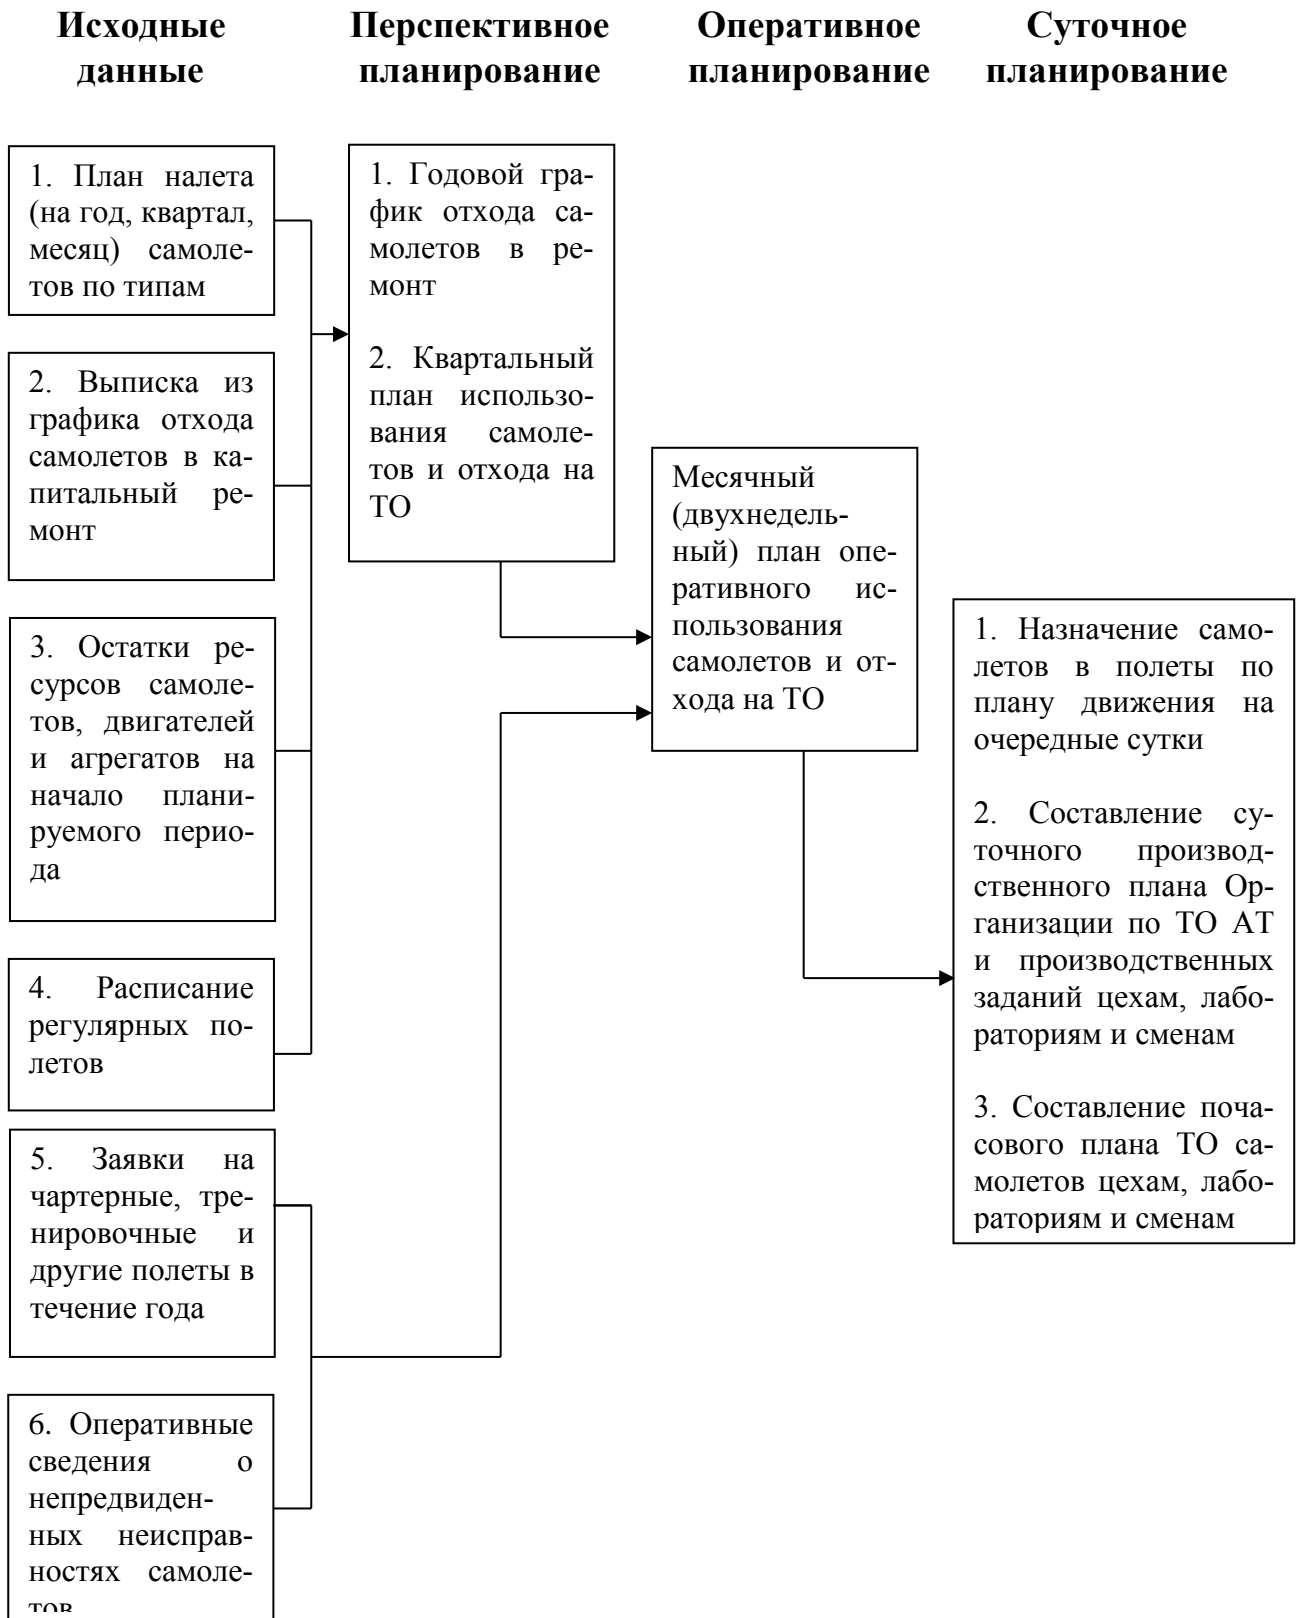 Исходные
данные
Перспективное
планирование
Оперативное
планирование
Суточное
планирование
1. План налета
(на год, квартал,
месяц) самоле-
тов по типам
2. Выписка из
графика отхода
самолетов в ка-
питальный ре-
монт
3. Остатки ре-
сурсов самоле-
тов, двигателей
и агрегатов на
начало плани-
руемого перио-
да
4. Расписание
регулярных по-
летов
5. Заявки на
чартерные, тре-
нировочные и
другие полеты в
течение года
6. Оперативные
сведения о
непредвиден-
ных неисправ-
ностях самоле-
тов
1. Годовой гра-
фик отхода са-
молетов в ре-
монт
2. Квартальный
план использо-
вания самоле-
тов и отхода на
ТО
Месячный
(двухнедель-
ный) план опе-
ративного ис-
пользования
самолетов и от-
хода на ТО
1. Назначение само-
летов в полеты по
плану движения на
очередные сутки
2. Составление су-
точного производ-
ственного плана Ор-
ганизации по ТО АТ
и производственных
заданий цехам, лабо-
раториям и сменам
3. Составление поча-
сового плана ТО са-
молетов цехам, лабо-
раториям и сменам